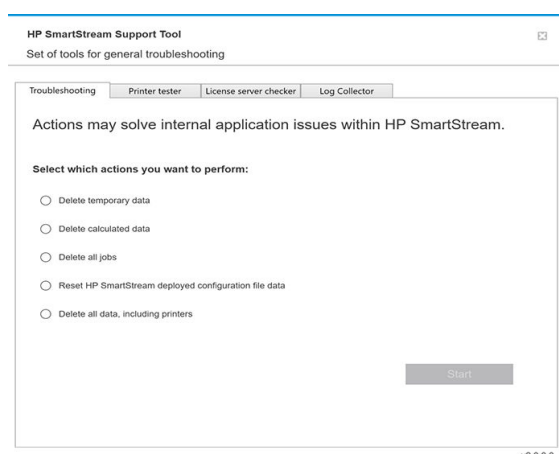 HP SmartStream Support Tool
Set of tools for general troubleshooting
Troubleshooting
Printer tester
License server checker
Log Collector
Actions may solve internal application issues within HP SmartStream.
Select which actions you want to perform:
Delete temporary data
Delete calculated data
Delete all jobs
Reset HP SmartStream deployed configuration file data
Delete all data, including printers
Start